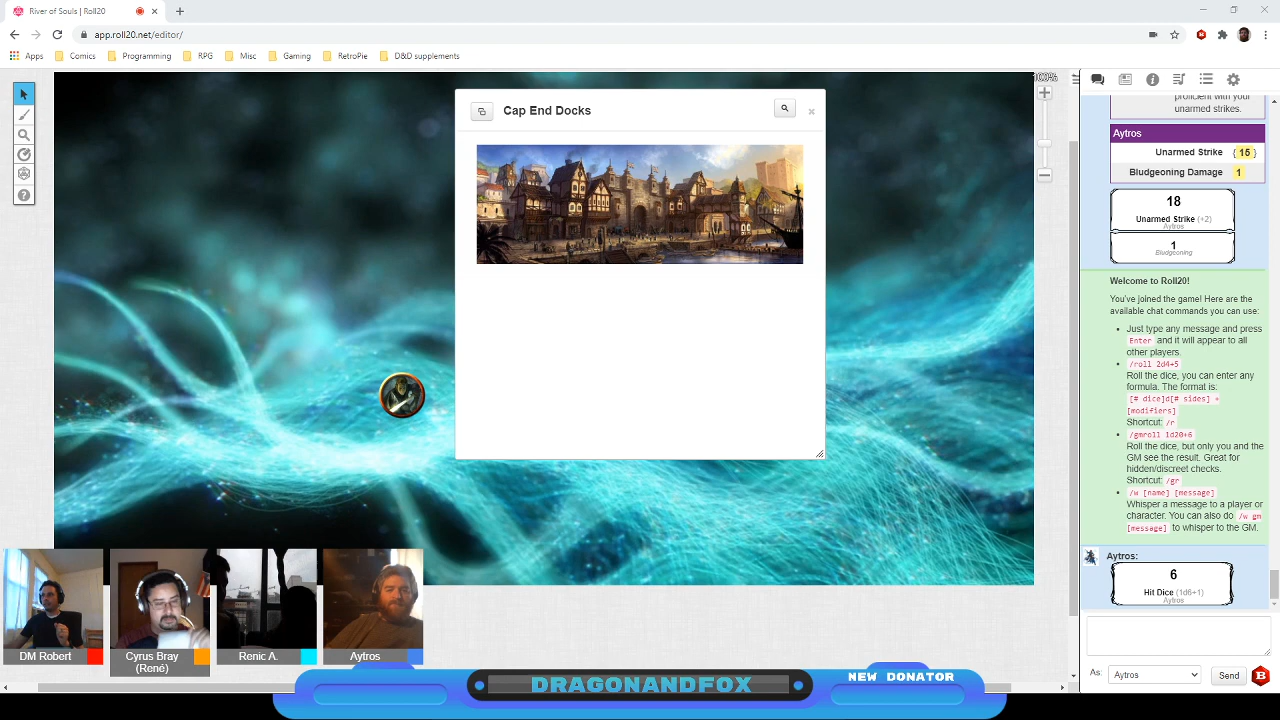 River of Souls | Roll20
app.roll20.net/editor/
Apps
Comics
Programming
RPG
Misc
Gaming
RetroPie
D&D supplements
100%
Cap End Docks
proficient with your
unarmed strikes.
Aytros
Unarmed Strike 15
Bludgeoning Damage 1
18
Unarmed Strike (+2)
Aytros
1
Bludgeoning
Welcome to Roll20!
You've joined the game! Here are the
available chat commands you can use:
Just type any message and press
Enter and it will appear to all
other players.
/roll 2d4+5
Roll the dice, you can enter any
formula. The format is:
[# dice]d[# sides] +
[modifiers]
Shortcut: /r
/gmroll 1d20+6
Roll the dice, but only you and the
GM see the result. Great for
hidden/discreet checks.
Shortcut: /gr
/w [name] [message]
Whisper a message to a player or
character. You can also do /w gm
[message] to whisper to the GM.
Aytros:
6
Hit Dice (1d6+1)
Aytros
As: Aytros
Send
B
DM Robert
Cyrus Bray
(René)
Renic A.
Aytros
DRAGONANDFOX
NEW DONATOR